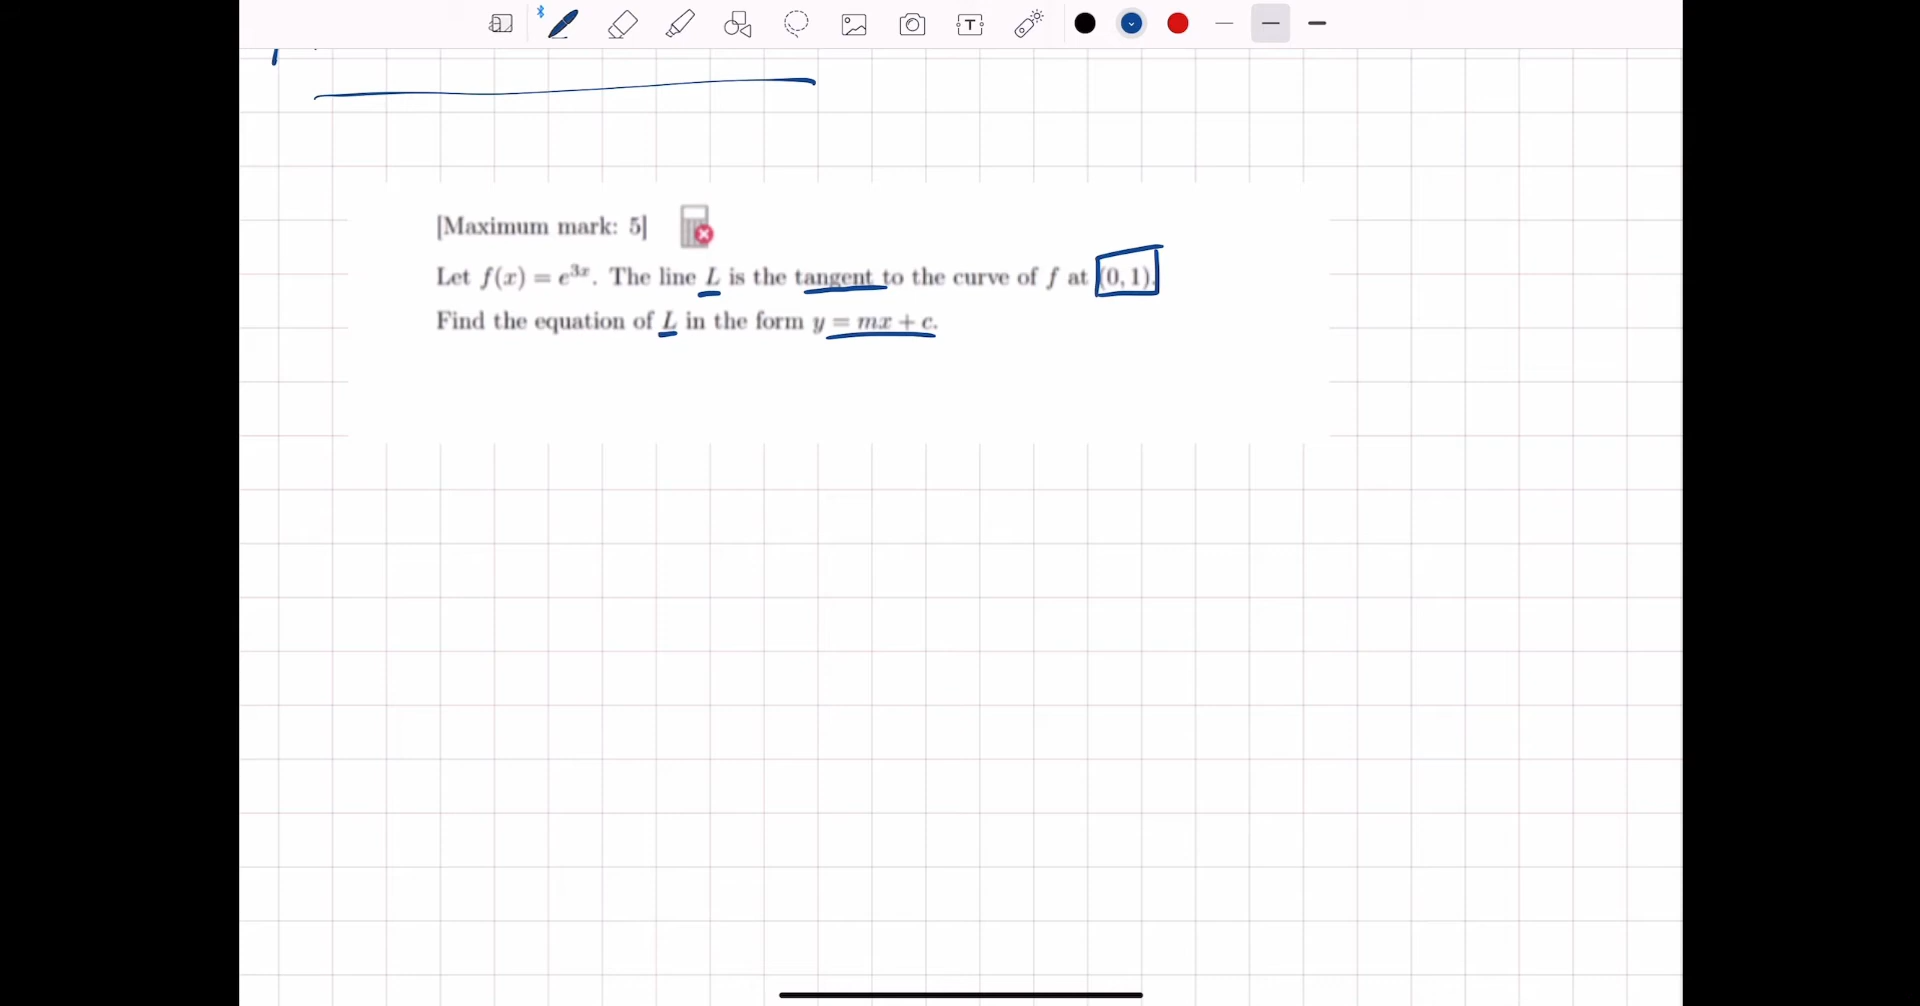 [Maximum mark: 5]
Let f(x) = e³ˣ. The line L is the tangent to the curve of f at (0, 1).
Find the equation of L in the form y = mx + c.